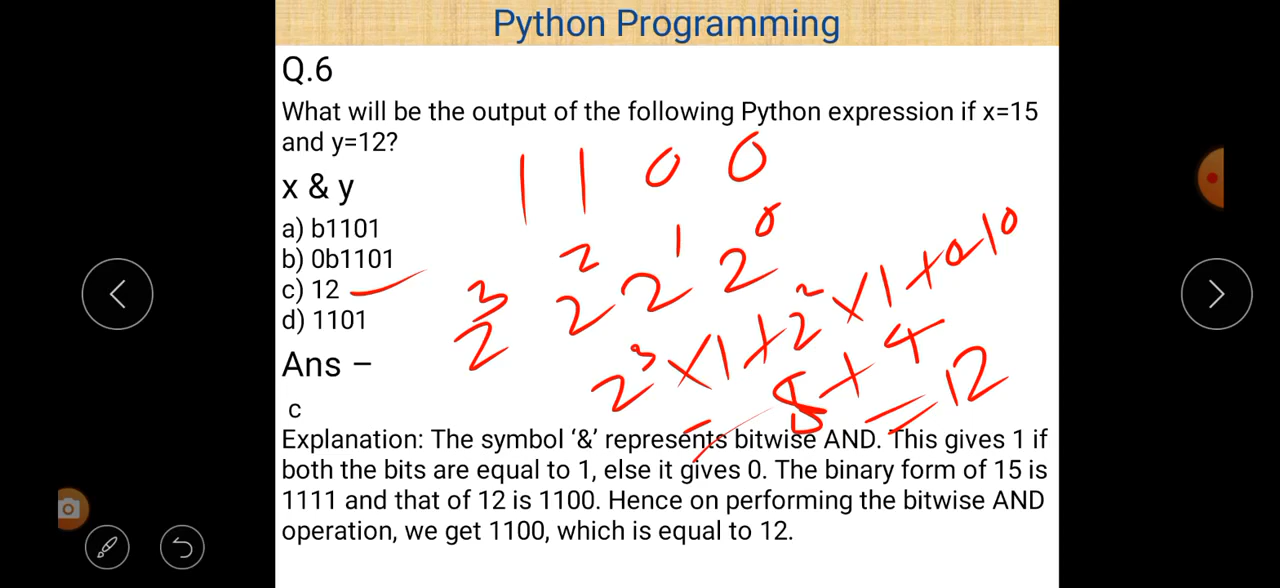 Python Programming
Q.6
What will be the output of the following Python expression if x=15
and y=12?
1 1 0 0
x & y
a) b1101
b) 0b1101
c) 12
d) 1101
2³ 2² 2¹ 2⁰
Ans –
2³×1+2²×1+0+0
= 8+4
=12
c
Explanation: The symbol ‘&’ represents bitwise AND. This gives 1 if
both the bits are equal to 1, else it gives 0. The binary form of 15 is
1111 and that of 12 is 1100. Hence on performing the bitwise AND
operation, we get 1100, which is equal to 12.